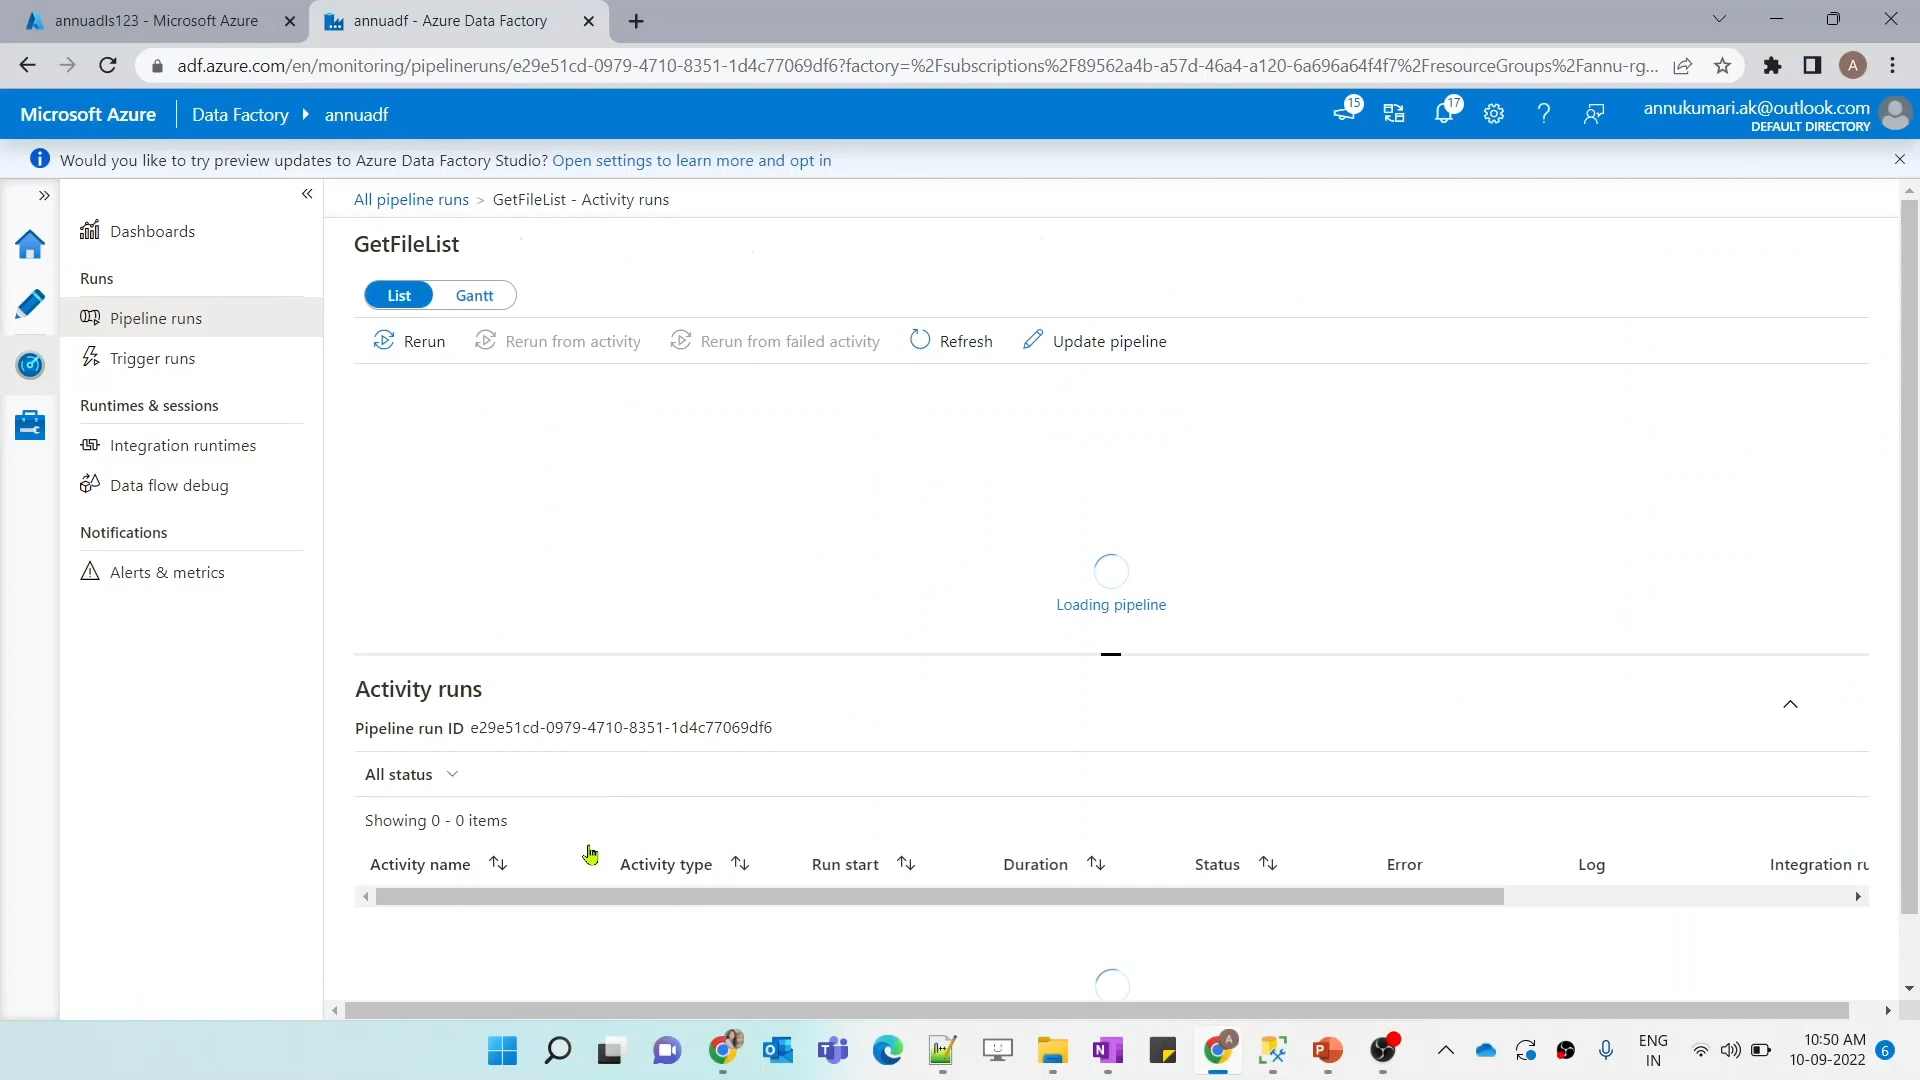 annuadls123 - Microsoft Azure
annuadf - Azure Data Factory
adf.azure.com/en/monitoring/pipelineruns/e29e51cd-0979-4710-8351-1d4c77069df6?factory=%2Fsubscriptions%2F89562a4b-a57d-46a4-a120-6a696a64f4f7%2FresourceGroups%2Fannu-rg...
A
Microsoft Azure
Data Factory
annuadf
15
17
annukumari.ak@outlook.com
DEFAULT DIRECTORY
Would you like to try preview updates to Azure Data Factory Studio? Open settings to learn more and opt in
Dashboards
Runs
Pipeline runs
Trigger runs
Runtimes & sessions
Integration runtimes
Data flow debug
Notifications
Alerts & metrics
All pipeline runs > GetFileList - Activity runs
GetFileList
List Gantt
Rerun Rerun from activity Rerun from failed activity Refresh Update pipeline
Loading pipeline
Activity runs
Pipeline run ID e29e51cd-0979-4710-8351-1d4c77069df6
All status
Showing 0 - 0 items
Activity name Activity type Run start Duration Status Error Log Integration ru
ENG
IN
10:50 AM
10-09-2022
6